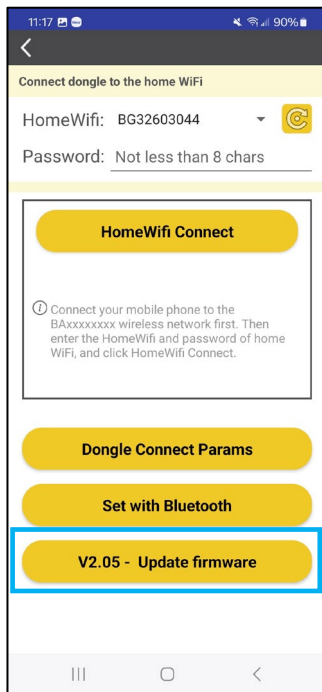 11:17 90%
Connect dongle to the home WiFi
HomeWifi: BG32603044
Password: Not less than 8 chars
HomeWifi Connect
Connect your mobile phone to the
BAxxxxxxxx wireless network first. Then
enter the HomeWifi and password of home
WiFi, and click HomeWifi Connect.
Dongle Connect Params
Set with Bluetooth
V2.05 - Update firmware